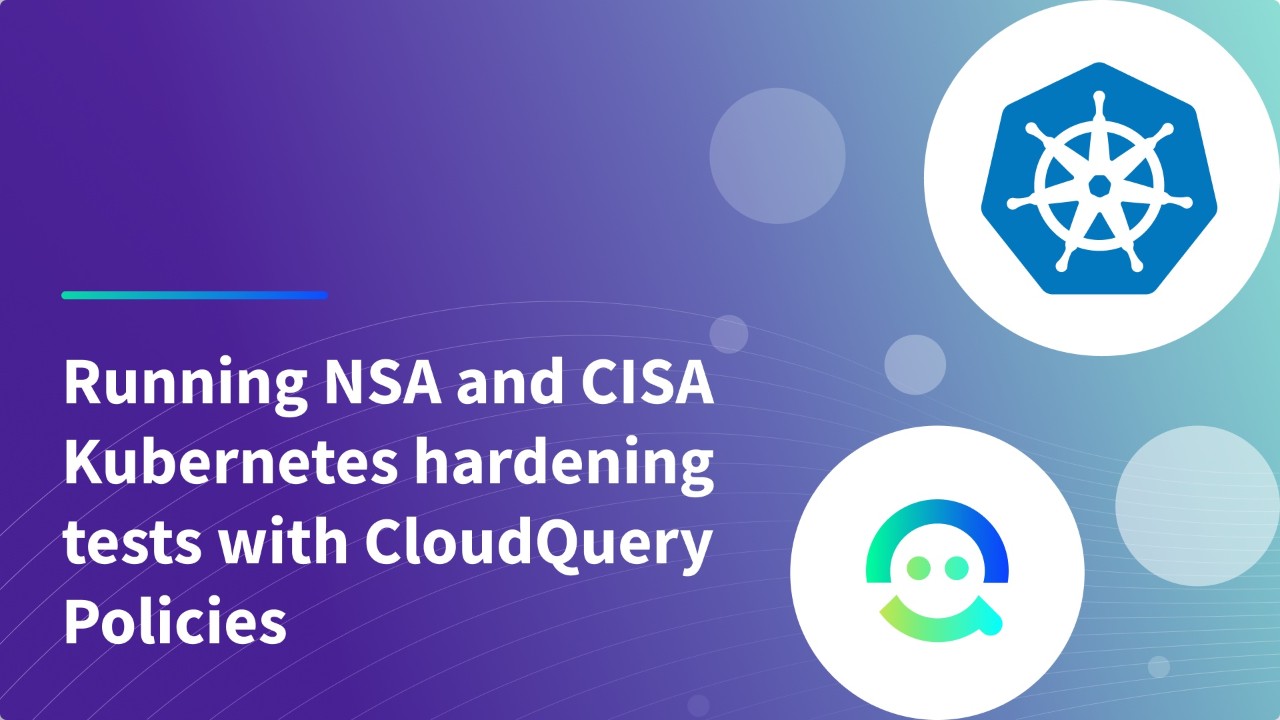 Running NSA and CISA
Kubernetes hardening
tests with CloudQuery
Policies